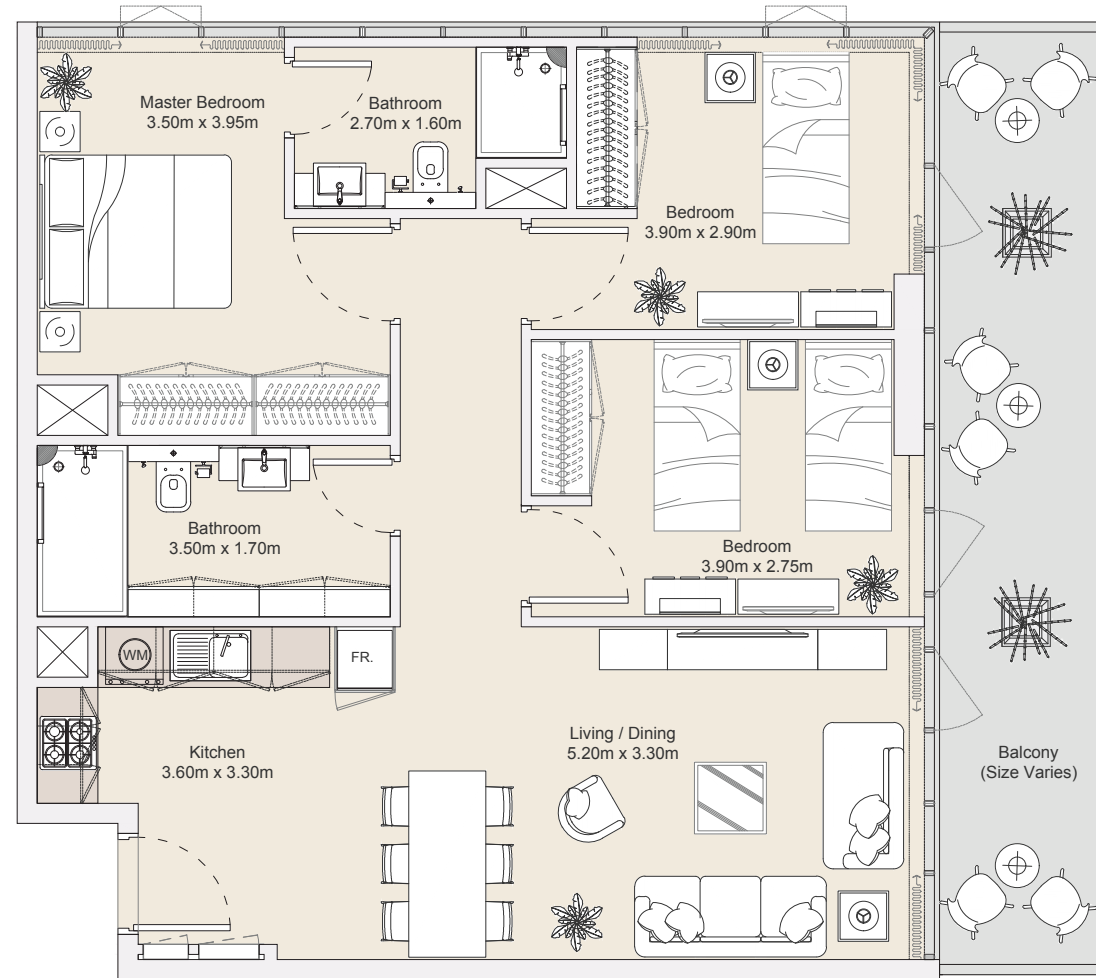 Master Bedroom
3.50m x 3.95m
Bathroom
2.70m x 1.60m
Bedroom
3.90m x 2.90m
Bathroom
3.50m x 1.70m
Bedroom
3.90m x 2.75m
WM
FR.
Kitchen
3.60m x 3.30m
Living / Dining
5.20m x 3.30m
Balcony
(Size Varies)